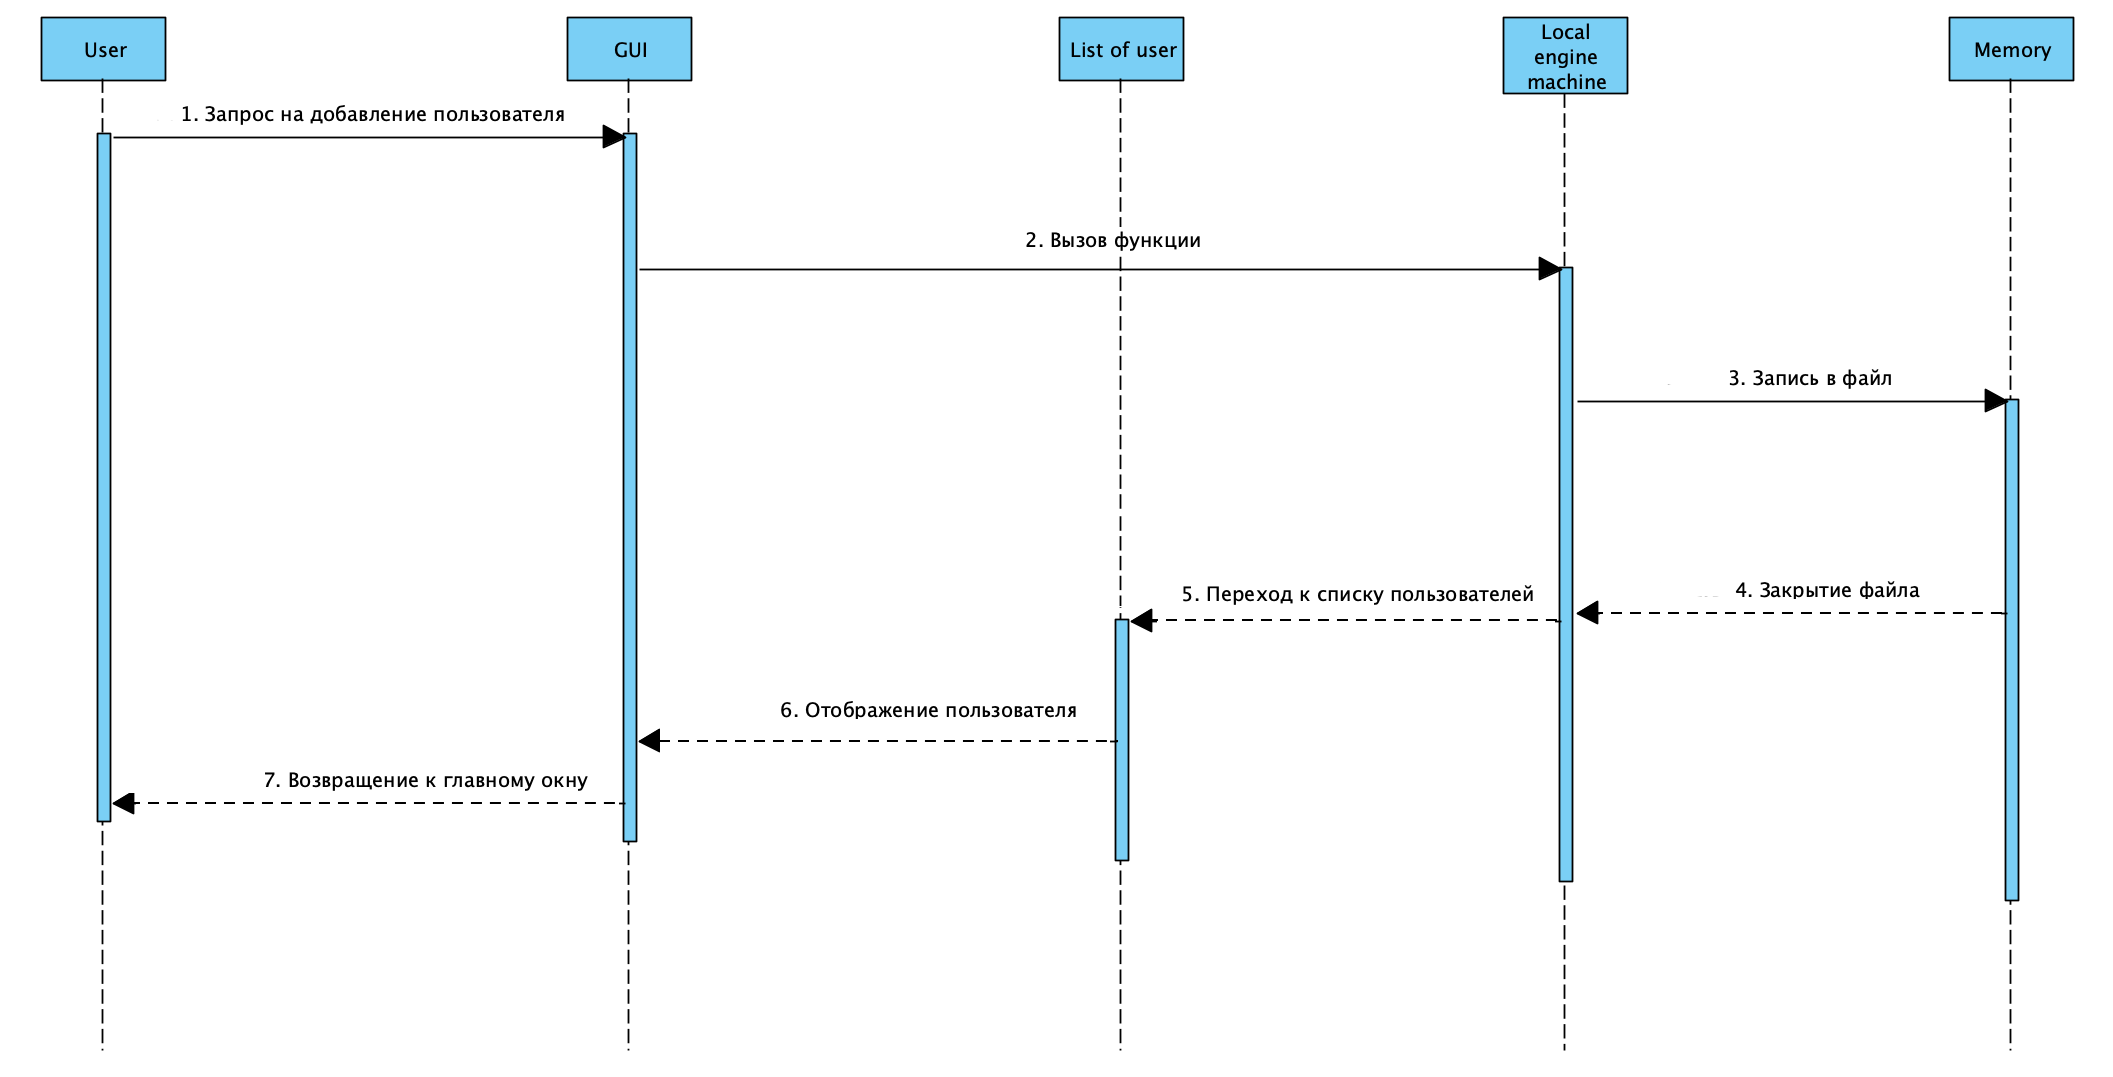 User
GUI
List of user
Local
engine
machine
Memory
1. Запрос на добавление пользователя
2. Вызов функции
3. Запись в файл
4. Закрытие файла
5. Переход к списку пользователей
6. Отображение пользователя
7. Возвращение к главному окну